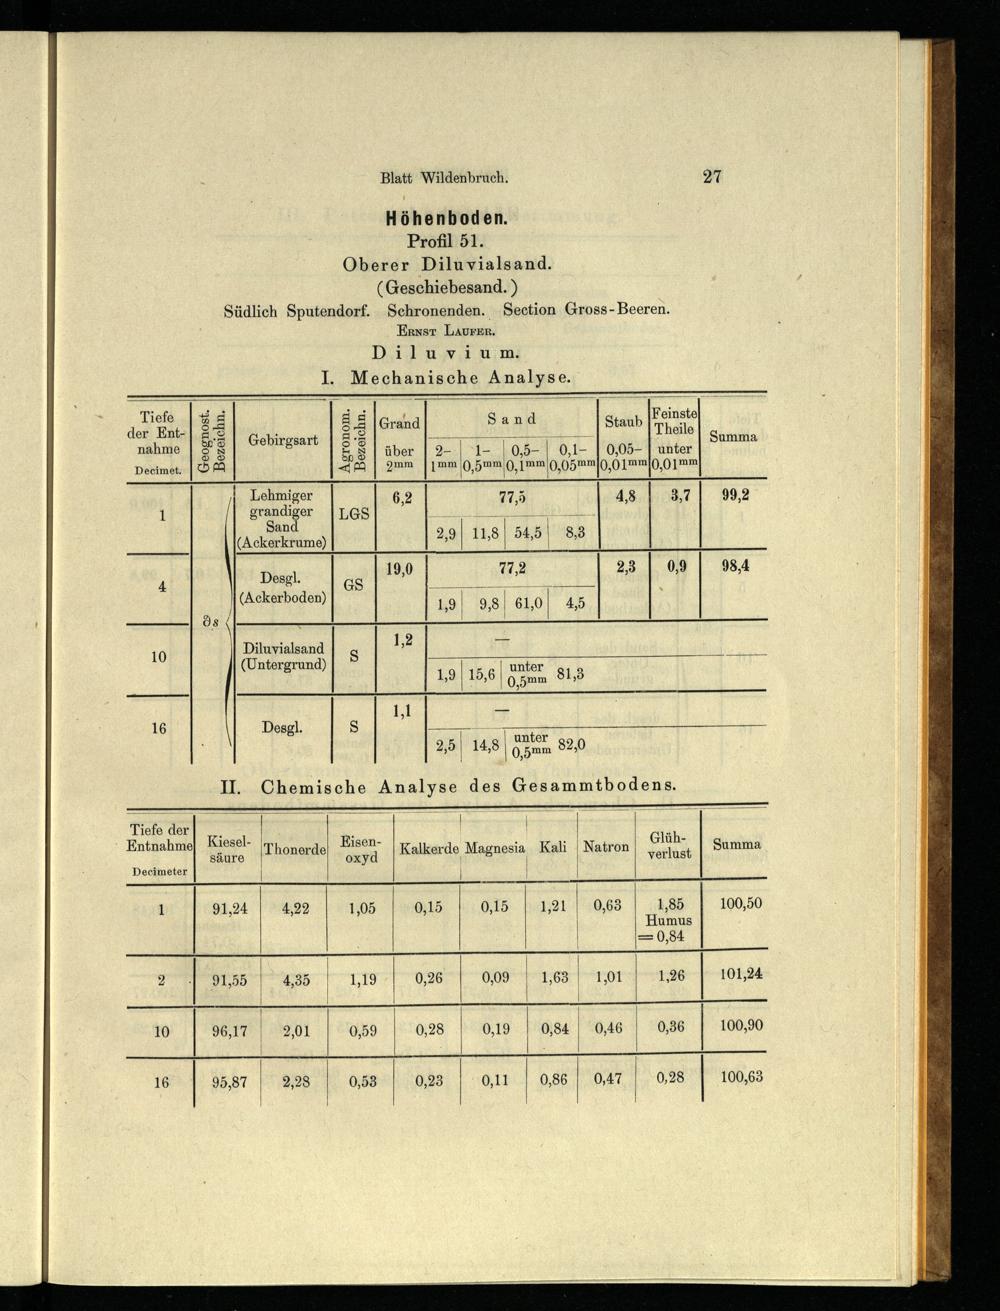 Blatt Wildenbruch. 27
Höhenboden.
Profil 51.
Oberer Diluvialsand.
(Geschiebesand.)
Südlich Sputendorf. Schronenden. Section Gross-Beeren.
Ernst Laufer.
Diluvium.
I. Mechanische Analyse.
Tiefe der Ent-nahme Decimet. | Geognost. Bezeichn. | Gebirgsart | Agronom. Bezeichn. | Grand über 2mm | Sand 2–1mm | 1–0,5mm | 0,5–0,1mm | 0,1–0,05mm | Staub 0,05–0,01mm | Feinste Theile unter 0,01mm | Summa
1 | ∂s | Lehmiger grandiger Sand (Ackerkrume) | LGS | 6,2 | 77,5 | 4,8 | 3,7 | 99,2
2,9 | 11,8 | 54,5 | 8,3
4 | Desgl. (Ackerboden) | GS | 19,0 | 77,2 | 2,3 | 0,9 | 98,4
1,9 | 9,8 | 61,0 | 4,5
10 | Diluvialsand (Untergrund) | S | 1,2 | —
1,9 | 15,6 | unter 0,5mm 81,3
16 | Desgl. | S | 1,1 | —
2,5 | 14,8 | unter 0,5mm 82,0
II. Chemische Analyse des Gesammtbodens.
Tiefe der Entnahme Decimeter | Kiesel-säure | Thonerde | Eisen-oxyd | Kalkerde | Magnesia | Kali | Natron | Glüh-verlust | Summa
1 | 91,24 | 4,22 | 1,05 | 0,15 | 0,15 | 1,21 | 0,63 | 1,85 Humus = 0,84 | 100,50
2 | 91,55 | 4,35 | 1,19 | 0,26 | 0,09 | 1,63 | 1,01 | 1,26 | 101,24
10 | 96,17 | 2,01 | 0,59 | 0,28 | 0,19 | 0,84 | 0,46 | 0,36 | 100,90
16 | 95,87 | 2,28 | 0,53 | 0,23 | 0,11 | 0,86 | 0,47 | 0,28 | 100,63